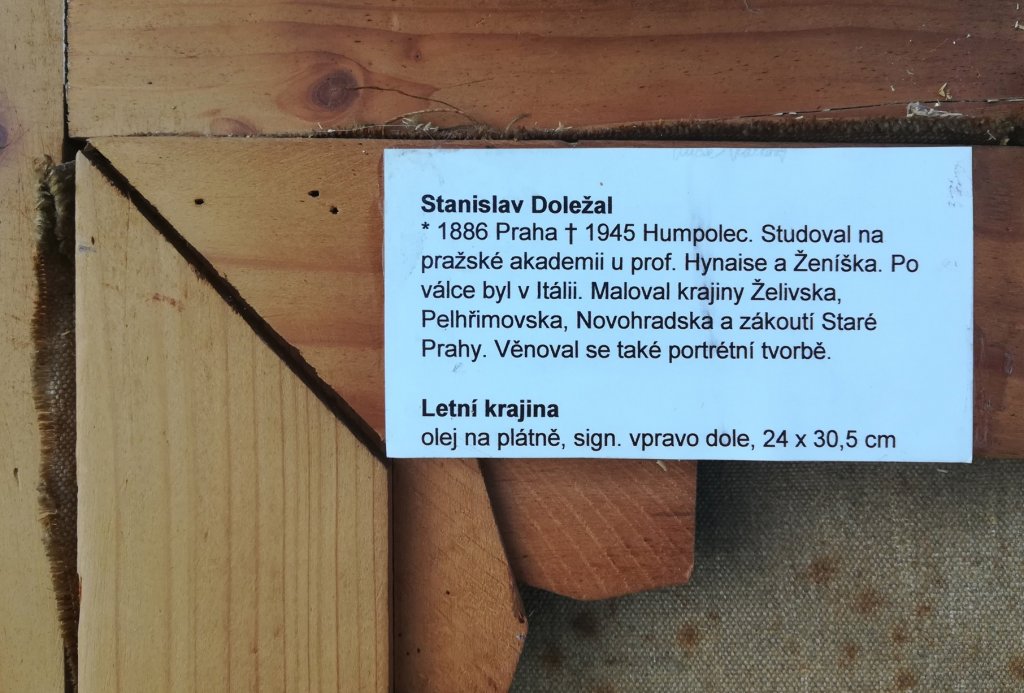 Stanislav Doležal
* 1886 Praha † 1945 Humpolec. Studoval na
pražské akademii u prof. Hynaise a Ženíška. Po
válce byl v Itálii. Maloval krajiny Želivska,
Pelhřimovska, Novohradska a zákoutí Staré
Prahy. Věnoval se také portrétní tvorbě.
Letní krajina
olej na plátně, sign. vpravo dole, 24 x 30,5 cm